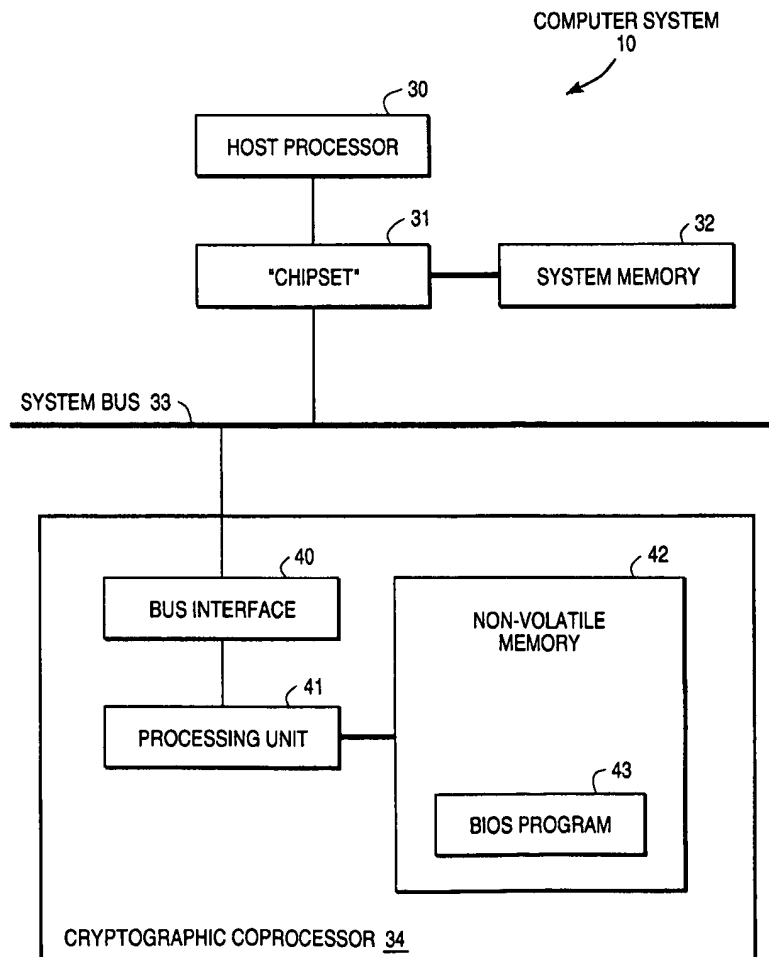 COMPUTER SYSTEM
10
30
HOST PROCESSOR
31
"CHIPSET"
32
SYSTEM MEMORY
SYSTEM BUS 33
40
BUS INTERFACE
42
NON-VOLATILE
MEMORY
41
PROCESSING UNIT
43
BIOS PROGRAM
CRYPTOGRAPHIC COPROCESSOR 34